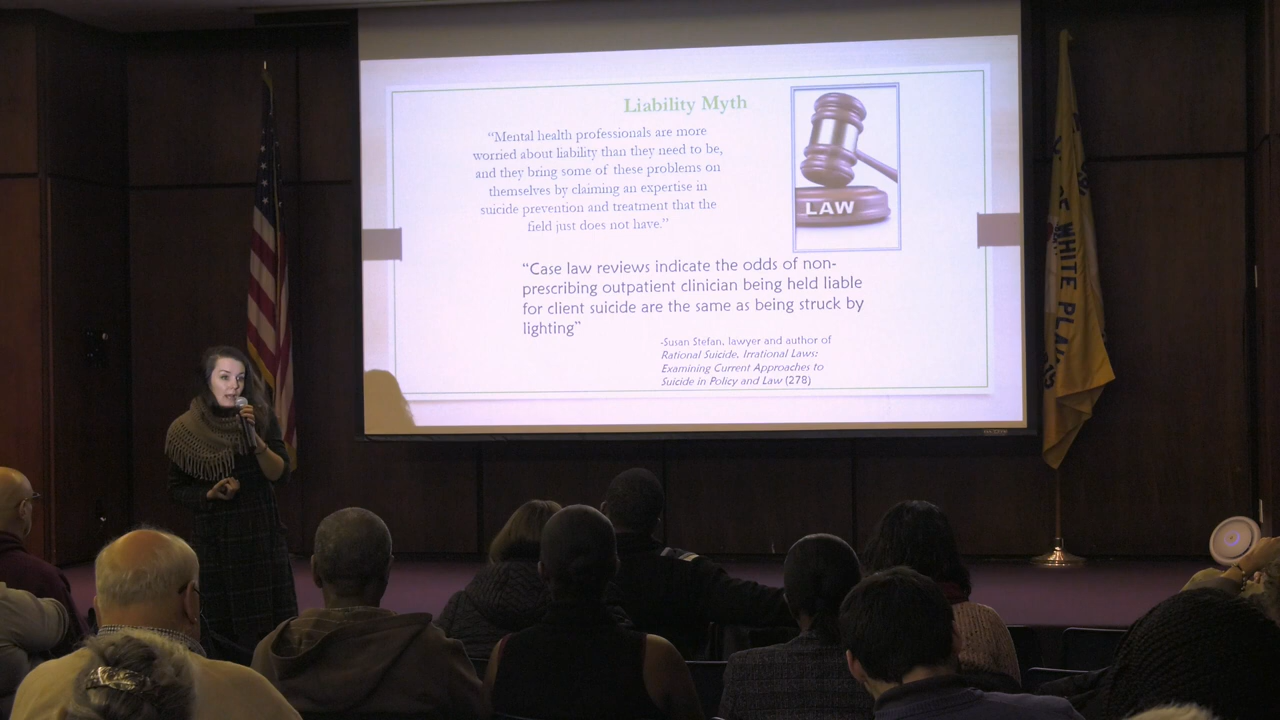 Liability Myth
“Mental health professionals are more
worried about liability than they need to be,
and they bring some of these problems on
themselves by claiming an expertise in
suicide prevention and treatment that the
field just does not have.”
LAW
“Case law reviews indicate the odds of non-
prescribing outpatient clinician being held liable
for client suicide are the same as being struck by
lighting”
-Susan Stefan, lawyer and author of
Rational Suicide, Irrational Laws:
Examining Current Approaches to
Suicide in Policy and Law (278)
WHITE PLAINS